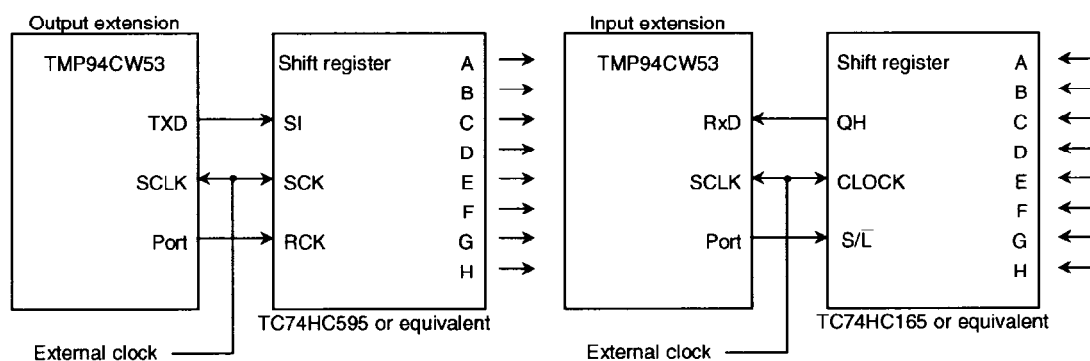 Output extension
TMP94CW53
TXD
SCLK
Port
Shift register
SI
SCK
RCK
A
B
C
D
E
F
G
H
TC74HC595 or equivalent
External clock
Input extension
TMP94CW53
RxD
SCLK
Port
Shift register
QH
CLOCK
S/L̅
A
B
C
D
E
F
G
H
TC74HC165 or equivalent
External clock